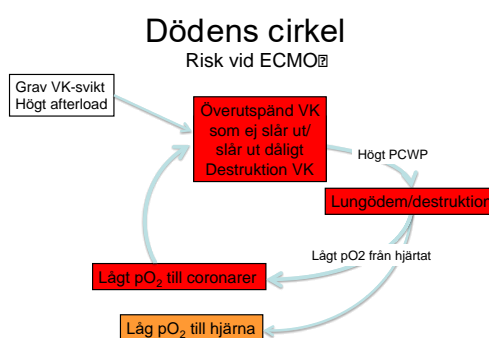 Dödens cirkel
Risk vid ECMO
Grav VK-svikt
Högt afterload
Överutspänd VK
som ej slår ut/
slår ut dåligt
Destruktion VK
Högt PCWP
Lungödem/destruktion
Lågt pO2 från hjärtat
Lågt pO₂ till coronarer
Låg pO₂ till hjärna